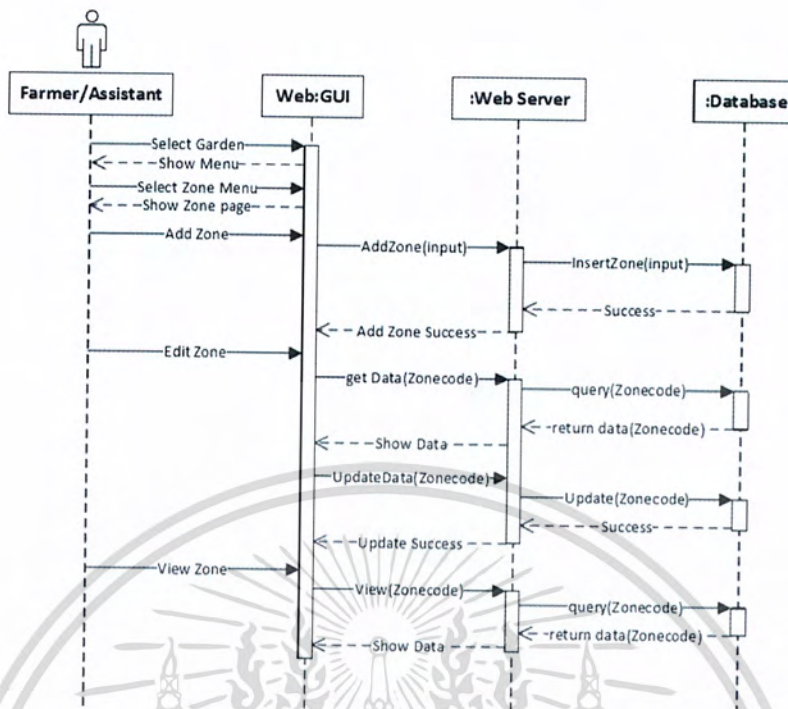 Farmer/Assistant
Web:GUI
:Web Server
:Database
Select Garden
Show Menu
Select Zone Menu
Show Zone page
Add Zone
AddZone(input)
InsertZone(input)
Success
Add Zone Success
Edit Zone
get Data(Zonecode)
query(Zonecode)
return data(Zonecode)
Show Data
UpdateData(Zonecode)
Update(Zonecode)
Success
Update Success
View Zone
View(Zonecode)
query(Zonecode)
return data(Zonecode)
Show Data